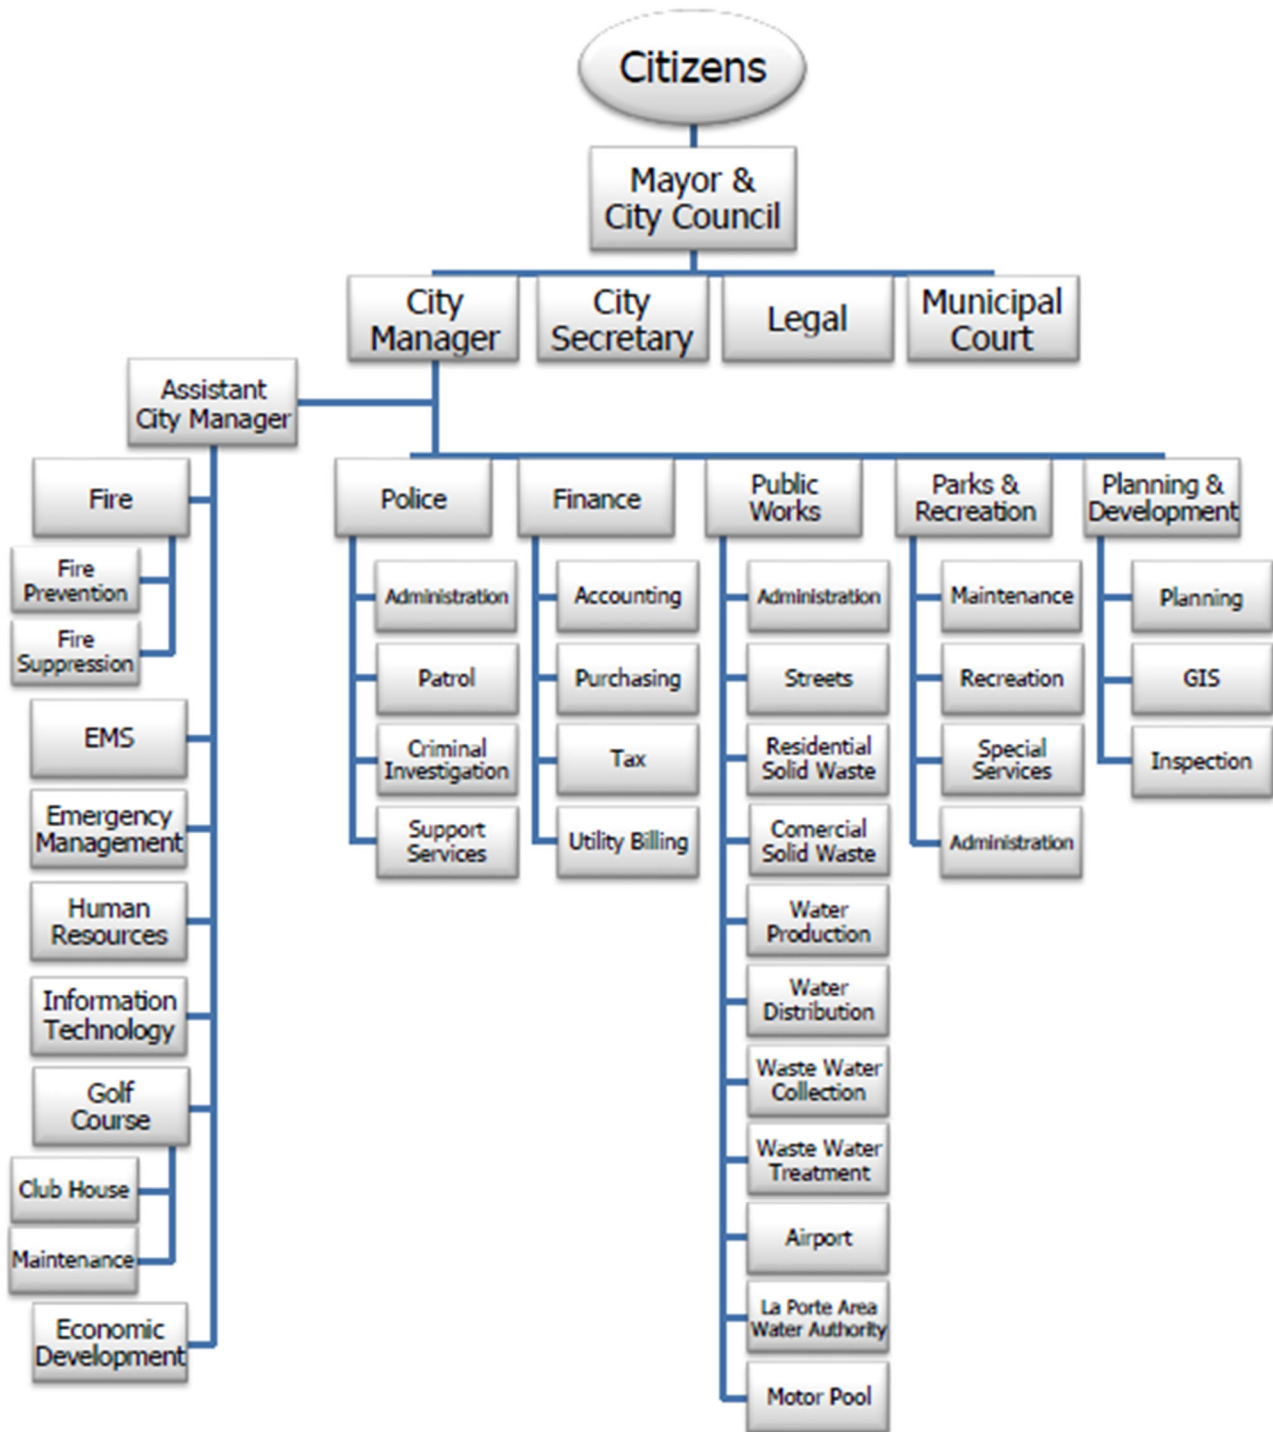 Citizens
Mayor &
City Council
City
Manager
City
Secretary
Legal
Municipal
Court
Assistant
City Manager
Fire
Fire
Prevention
Fire
Suppression
EMS
Emergency
Management
Human
Resources
Information
Technology
Golf
Course
Club House
Maintenance
Economic
Development
Police
Administration
Patrol
Criminal
Investigation
Support
Services
Finance
Accounting
Purchasing
Tax
Utility Billing
Public
Works
Administration
Streets
Residential
Solid Waste
Comercial
Solid Waste
Water
Production
Water
Distribution
Waste Water
Collection
Waste Water
Treatment
Airport
La Porte Area
Water Authority
Motor Pool
Parks &
Recreation
Maintenance
Recreation
Special
Services
Administration
Planning &
Development
Planning
GIS
Inspection